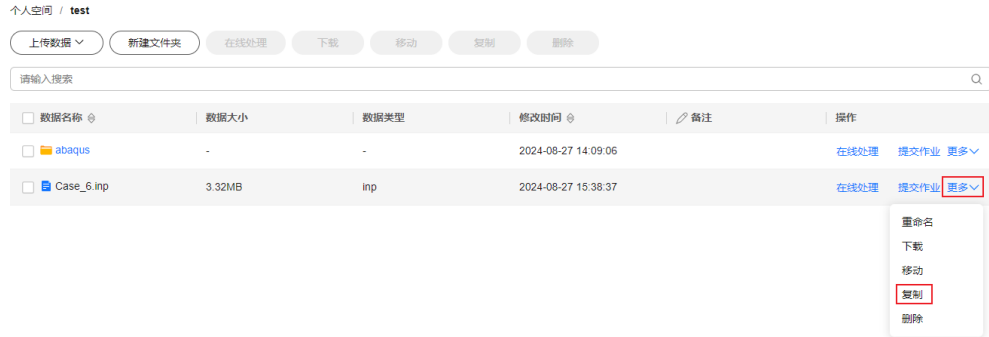 个人空间 / test
上传数据 新建文件夹 在线处理 下载 移动 复制 删除
请输入搜索
数据名称 数据大小 数据类型 修改时间 备注 操作
abaqus - - 2024-08-27 14:09:06 在线处理 提交作业 更多
Case_6.inp 3.32MB inp 2024-08-27 15:38:37 在线处理 提交作业 更多
重命名
下载
移动
复制
删除